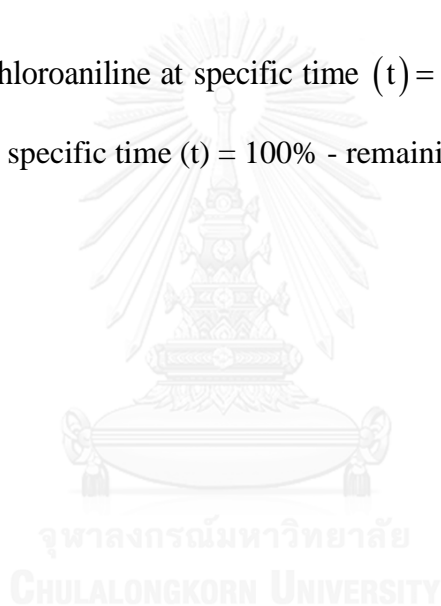 hloroaniline at specific time (t) =
specific time (t) = 100% - remaini
จุฬาลงกรณ์มหาวิทยาลัย
CHULALONGKORN UNIVERSITY